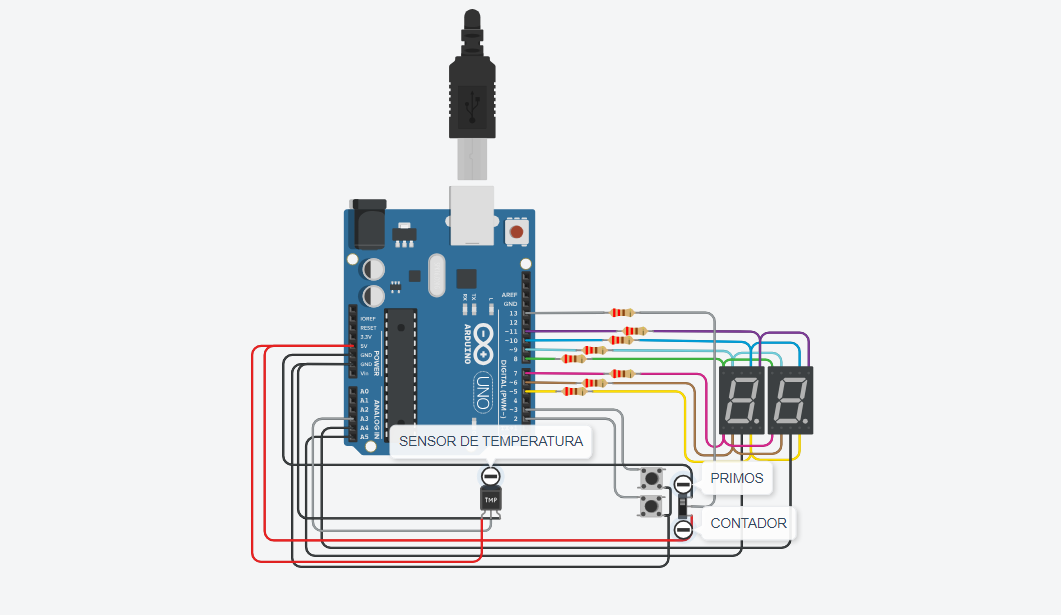 AREF
GND
13
12
~11
~10
~9
8
7
~6
~5
4
~3
2
DIGITAL (PWM~)
RX
TX
L
ARDUINO
UNO
IOREF
RESET
3.3V
5V
GND
GND
Vin
POWER
A0
A1
A2
A3
A4
A5
ANALOG IN
SENSOR DE TEMPERATURA
TMP
PRIMOS
CONTADOR